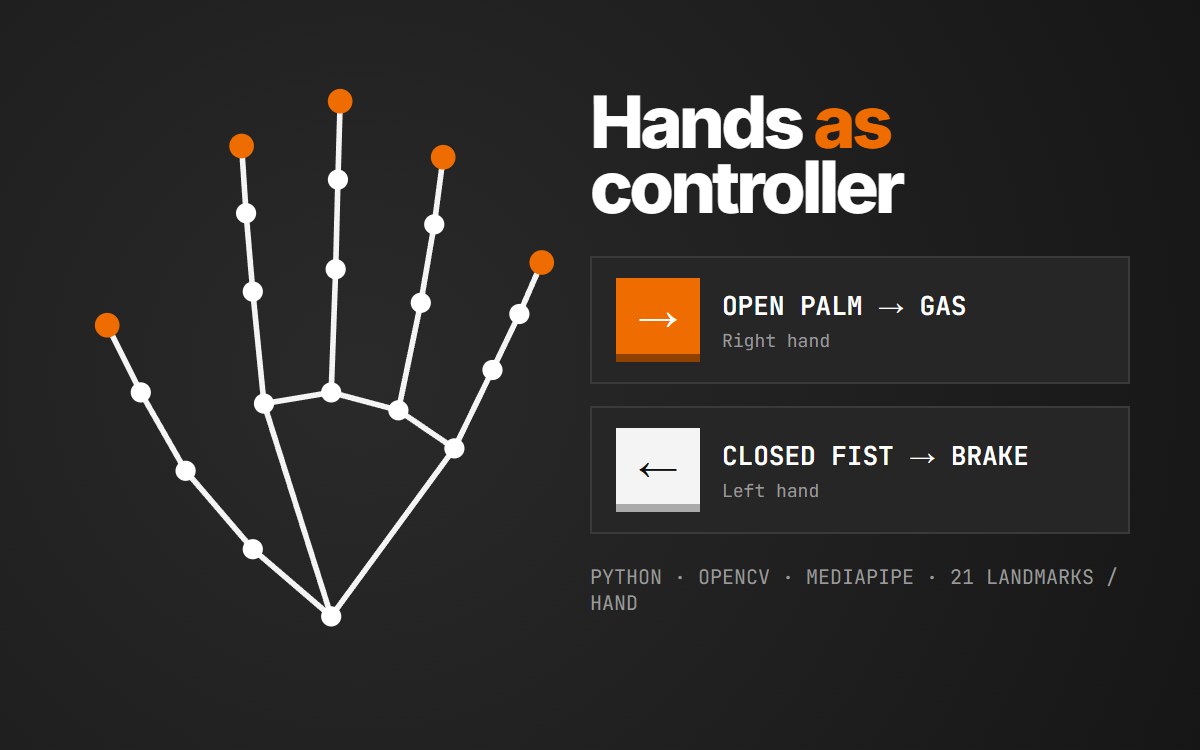 Hands as
controller
→
OPEN PALM → GAS
Right hand
←
CLOSED FIST → BRAKE
Left hand
PYTHON · OPENCV · MEDIAPIPE · 21 LANDMARKS /
HAND